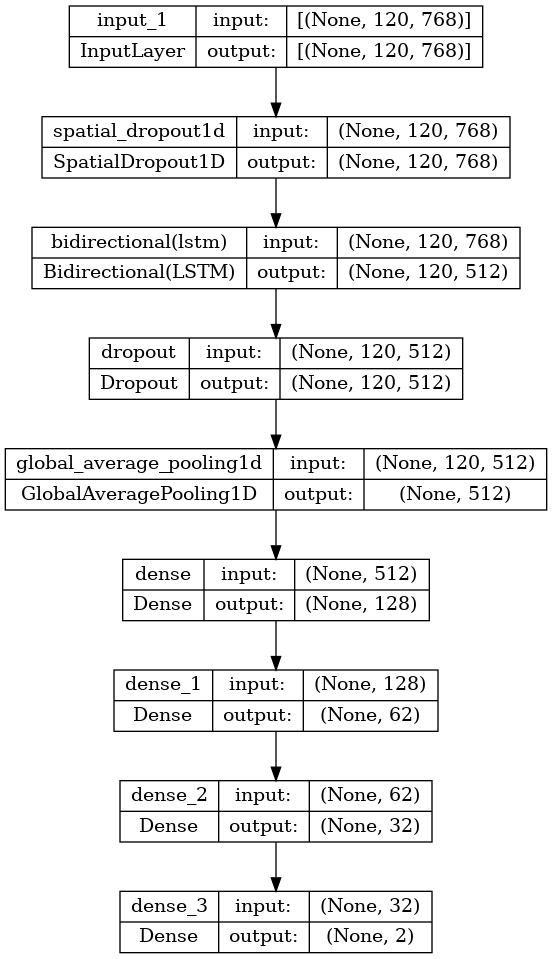 input_1 input: [(None, 120, 768)]
InputLayer output: [(None, 120, 768)]
spatial_dropout1d input: (None, 120, 768)
SpatialDropout1D output: (None, 120, 768)
bidirectional(lstm) input: (None, 120, 768)
Bidirectional(LSTM) output: (None, 120, 512)
dropout input: (None, 120, 512)
Dropout output: (None, 120, 512)
global_average_pooling1d input: (None, 120, 512)
GlobalAveragePooling1D output: (None, 512)
dense input: (None, 512)
Dense output: (None, 128)
dense_1 input: (None, 128)
Dense output: (None, 62)
dense_2 input: (None, 62)
Dense output: (None, 32)
dense_3 input: (None, 32)
Dense output: (None, 2)